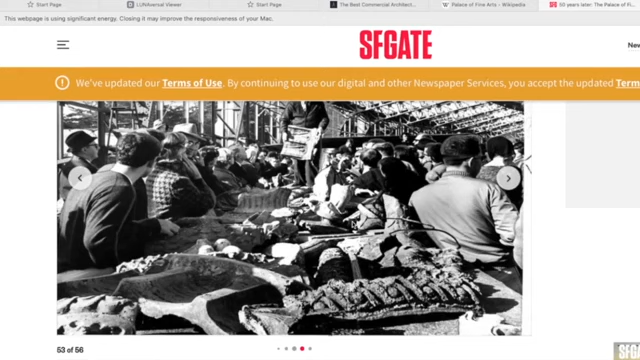 Start Page
LUNAversal Viewer
Start Page
The Best Commercial Architect...
Palace of Fine Arts - Wikipedia
50 years later: The Palace of Fi...
This webpage is using significant energy. Closing it may improve the responsiveness of your Mac.
SFGATE
New
We've updated our Terms of Use. By continuing to use our digital and other Newspaper Services, you accept the updated Term
53 of 56
SFG